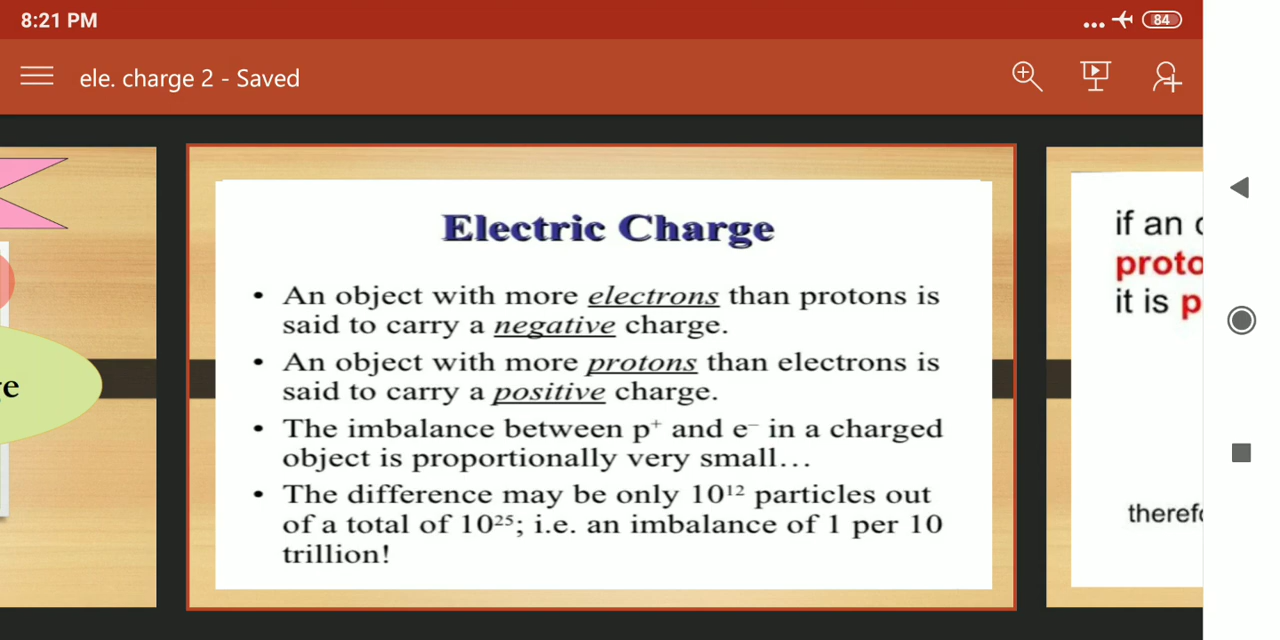 8:21 PM
84
ele. charge 2 - Saved
ge
Electric Charge
• An object with more electrons than protons is
said to carry a negative charge.
• An object with more protons than electrons is
said to carry a positive charge.
• The imbalance between p⁺ and e⁻ in a charged
object is proportionally very small...
• The difference may be only 10¹² particles out
of a total of 10²⁵; i.e. an imbalance of 1 per 10
trillion!
if an
proto
it is p
therefo